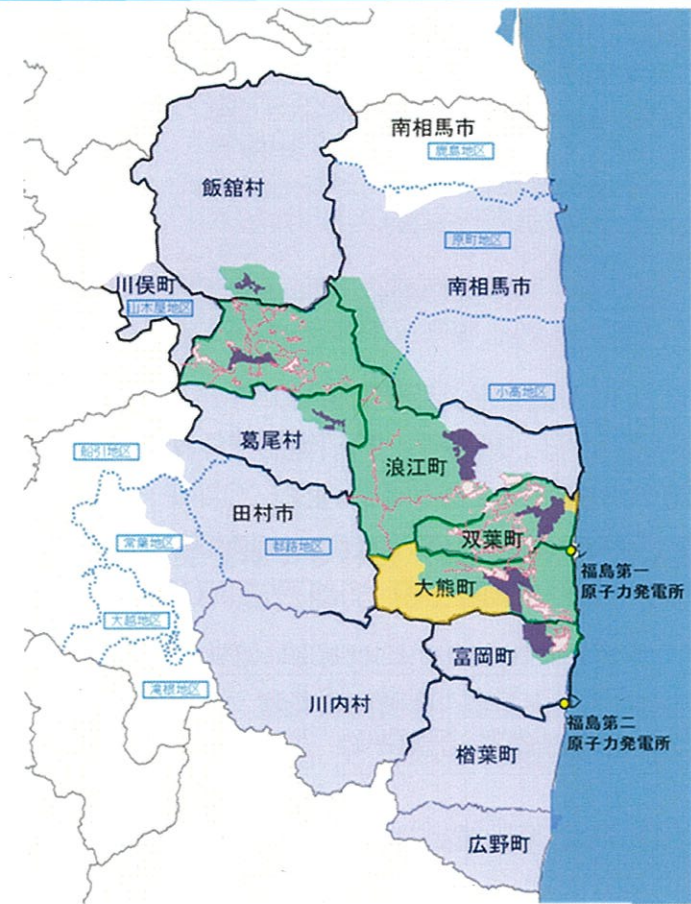 南相馬市
鹿島地区
飯舘村
原町地区
川俣町
南相馬市
山木屋地区
小高地区
葛尾村
船引地区
浪江町
田村市
双葉町
常葉地区
都路地区
福島第一
原子力発電所
大熊町
大越地区
富岡町
滝根地区
川内村
福島第二
原子力発電所
楢葉町
広野町